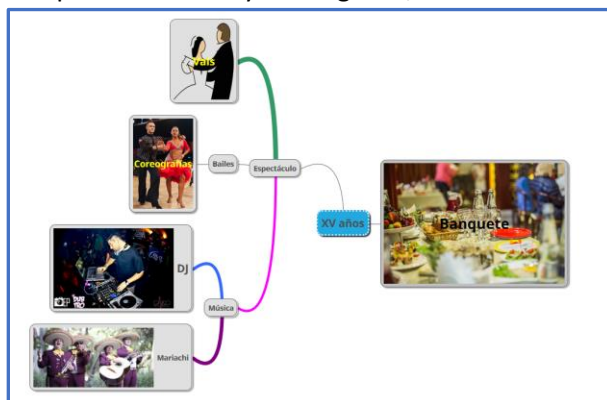 Vals
Coreografías
Bailes
Espectáculo
XV años
Banquete
DJ
Música
Mariachi